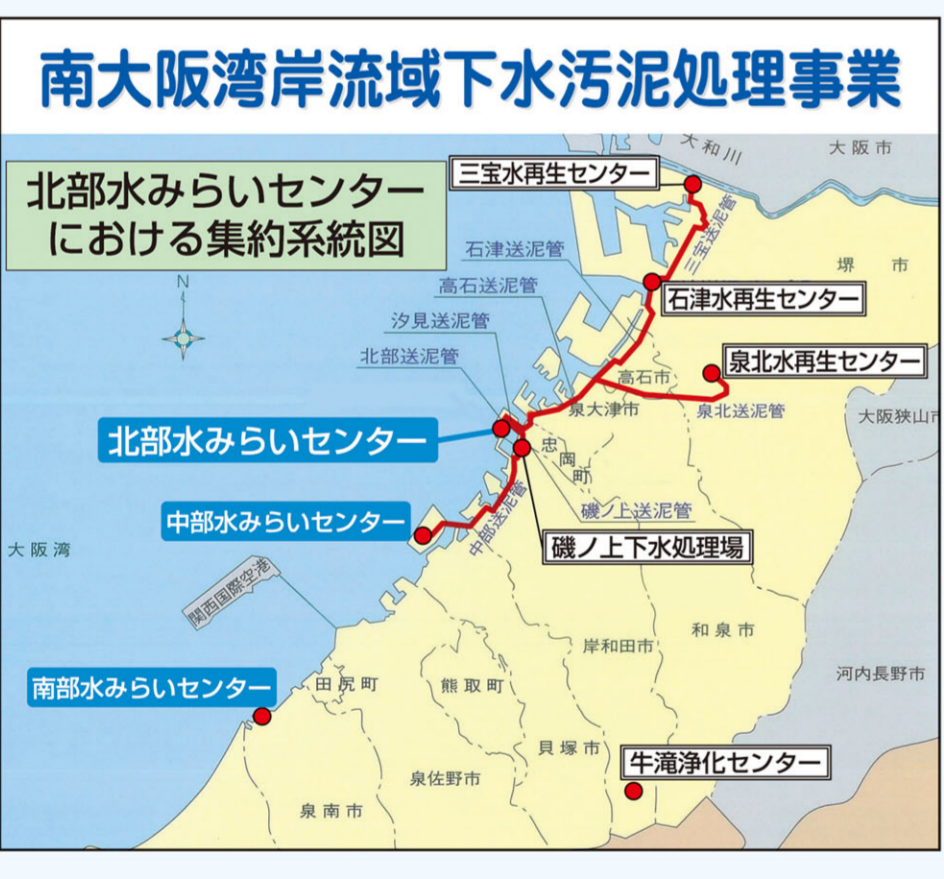 南大阪湾岸流域下水汚泥処理事業
北部水みらいセンター
における集約系統図
大和川
大阪市
三宝水再生センター
三宝送泥管
石津送泥管
堺市
高石送泥管
石津水再生センター
汐見送泥管
北部送泥管
泉北水再生センター
高石市
泉大津市
泉北送泥管
大阪狭山市
北部水みらいセンター
忠岡町
磯ノ上送泥管
中部水みらいセンター
中部送泥管
磯ノ上下水処理場
大阪湾
関西国際空港
和泉市
岸和田市
河内長野市
南部水みらいセンター
田尻町
熊取町
貝塚市
牛滝浄化センター
泉佐野市
泉南市
N